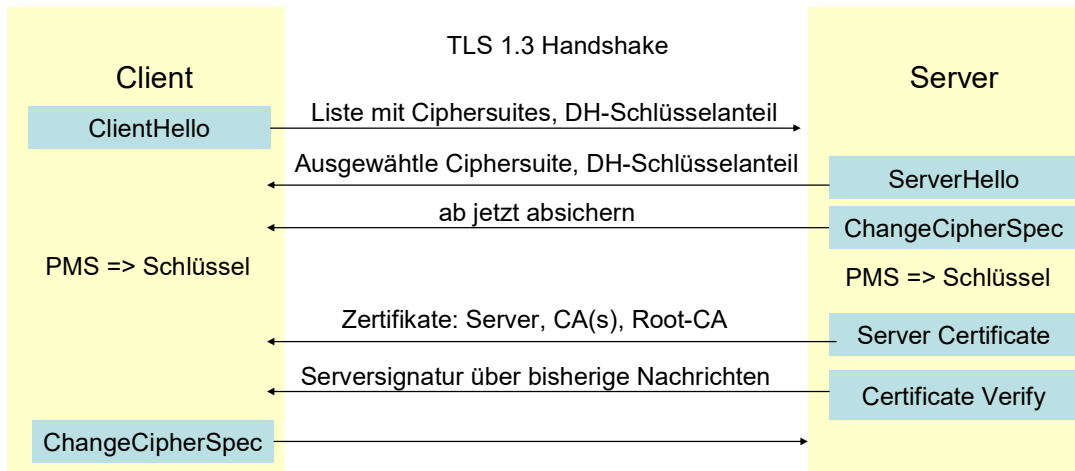 TLS 1.3 Handshake
Client
Server
ClientHello
Liste mit Ciphersuites, DH-Schlüsselanteil
Ausgewähtle Ciphersuite, DH-Schlüsselanteil
ServerHello
ab jetzt absichern
ChangeCipherSpec
PMS => Schlüssel
PMS => Schlüssel
Zertifikate: Server, CA(s), Root-CA
Server Certificate
Serversignatur über bisherige Nachrichten
Certificate Verify
ChangeCipherSpec